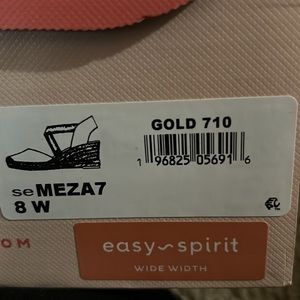 GOLD 710
1 96825 05691 6
seMEZA7
8 W
OM
easy~spirit
WIDE WIDTH